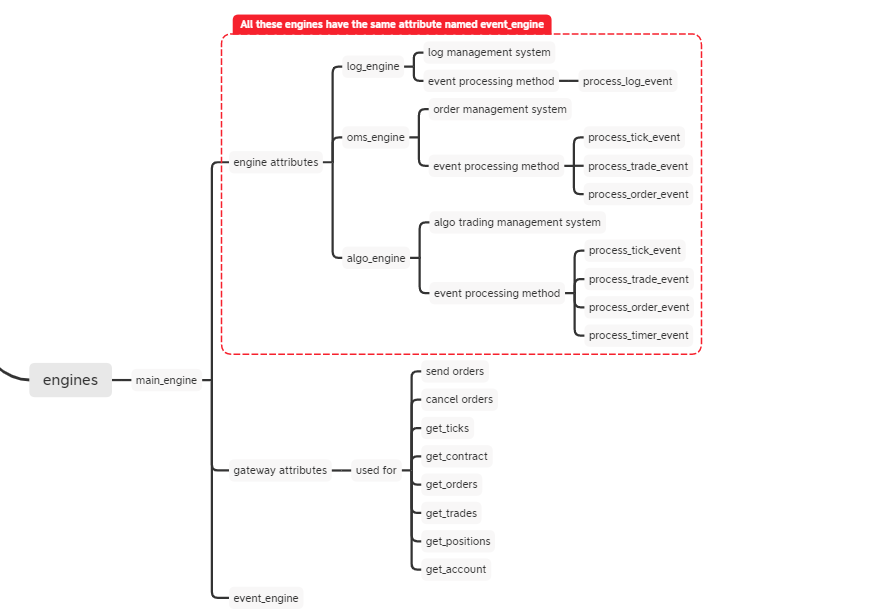 All these engines have the same attribute named event_engine
log management system
log_engine
event processing method
process_log_event
order management system
oms_engine
process_tick_event
engine attributes
event processing method
process_trade_event
process_order_event
algo trading management system
process_tick_event
algo_engine
process_trade_event
event processing method
process_order_event
process_timer_event
engines
main_engine
send orders
cancel orders
get_ticks
get_contract
gateway attributes
used for
get_orders
get_trades
get_positions
get_account
event_engine